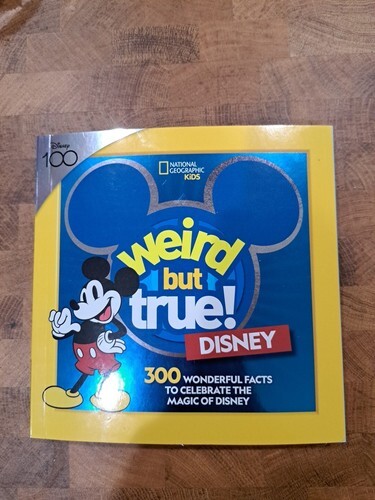 Disney
100
NATIONAL
GEOGRAPHIC
KiDS
weird
but
true!
DISNEY
300 WONDERFUL FACTS
TO CELEBRATE THE
MAGIC OF DISNEY